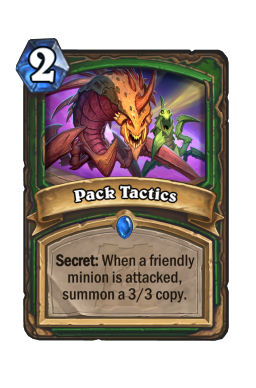 2
Pack Tactics
Secret: When a friendly
minion is attacked,
summon a 3/3 copy.